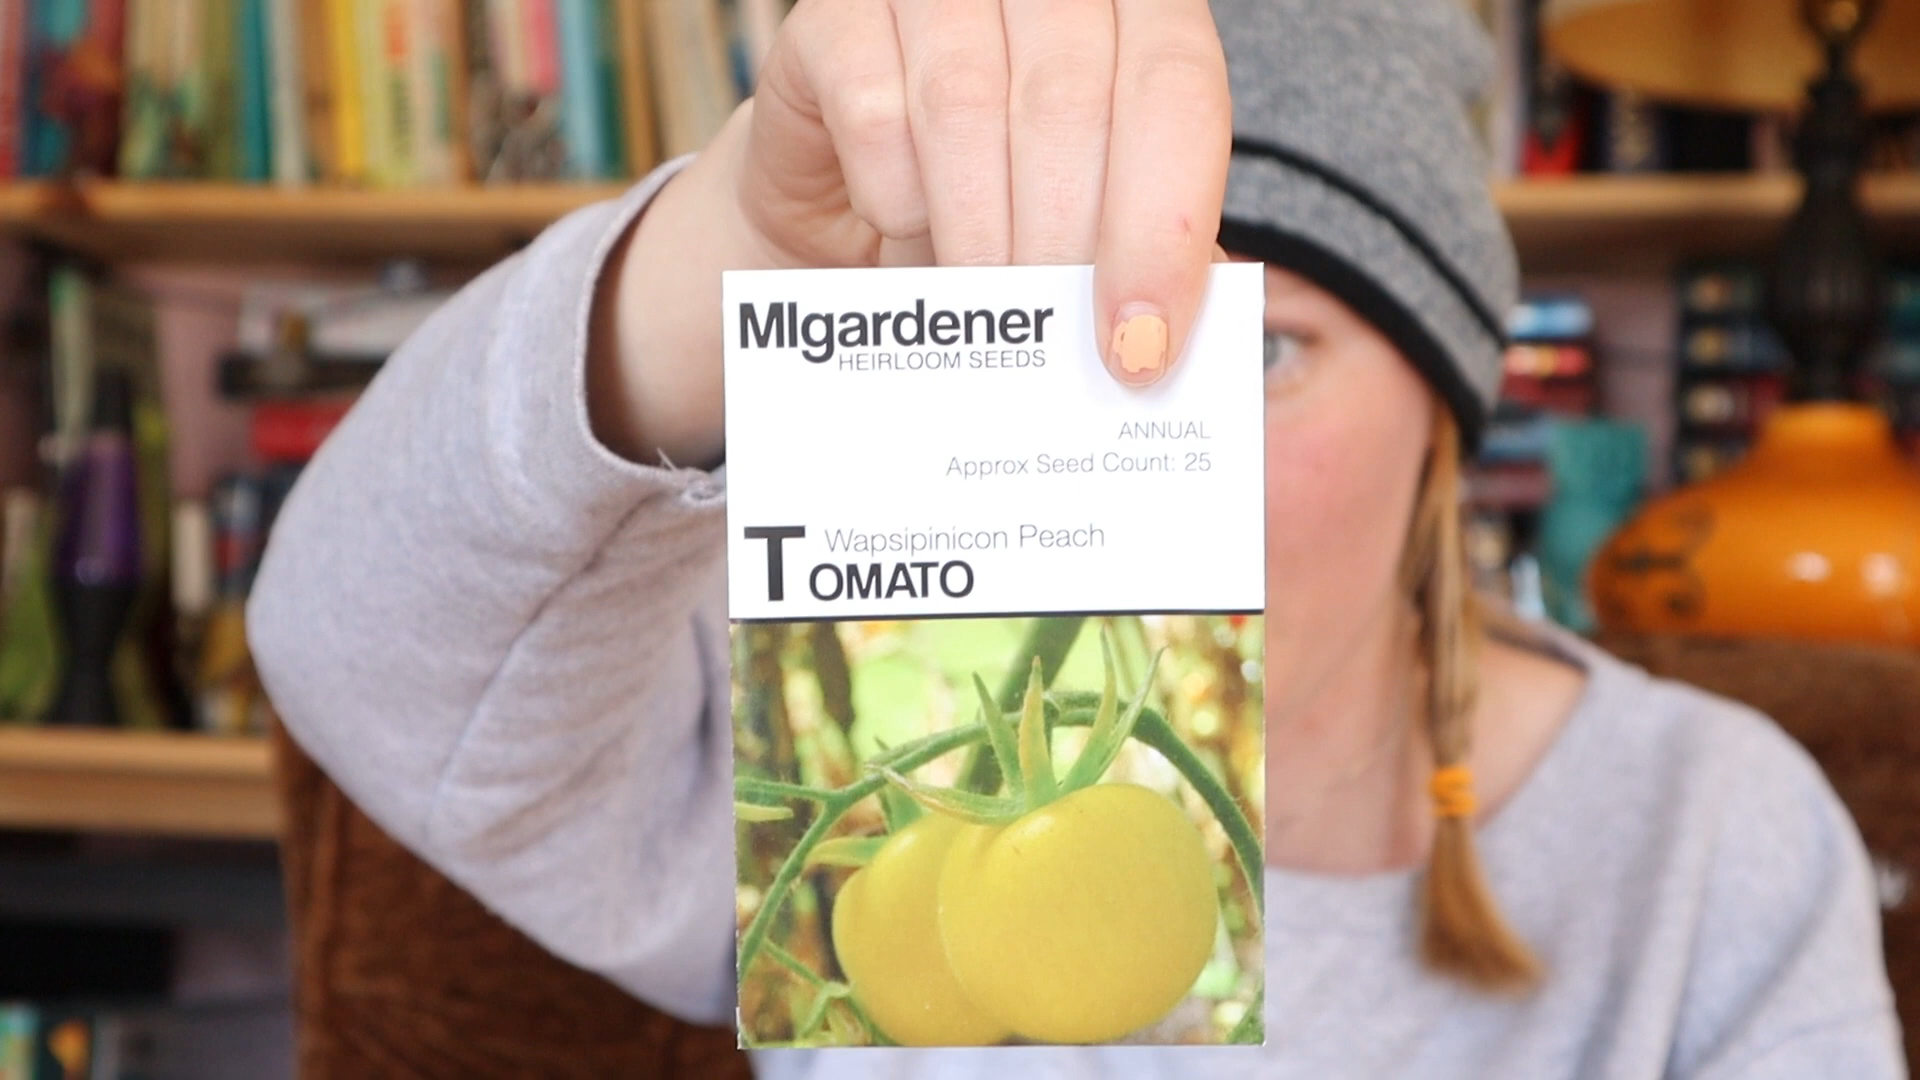 MIgardener
HEIRLOOM SEEDS
ANNUAL
Approx Seed Count: 25
Wapsipinicon Peach
TOMATO